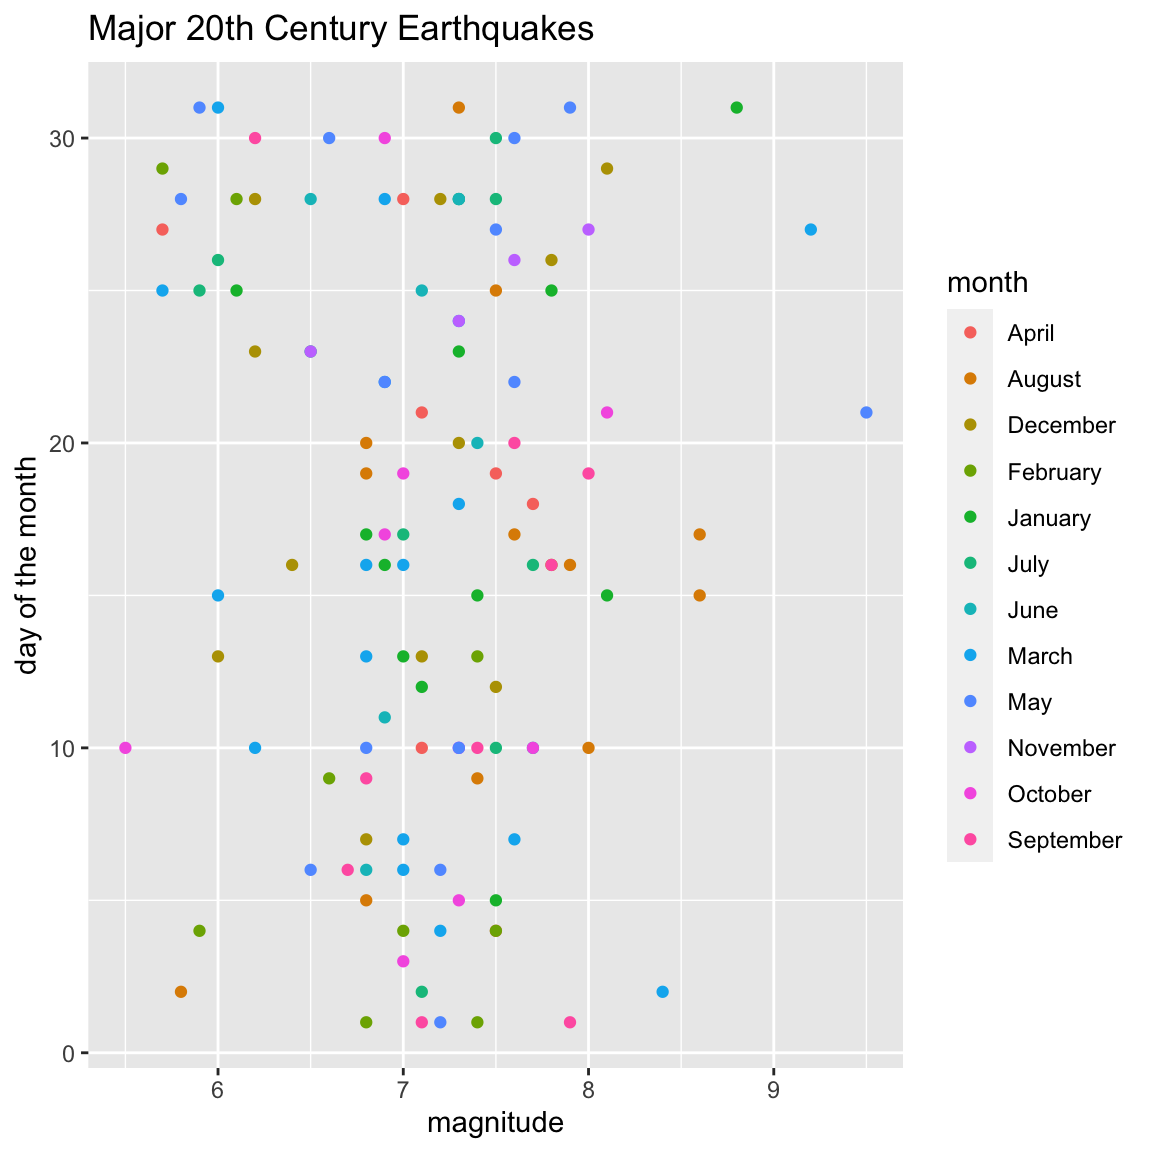 Major 20th Century Earthquakes
30
20
10
0
day of the month
6 7 8 9
magnitude
month
April
August
December
February
January
July
June
March
May
November
October
September